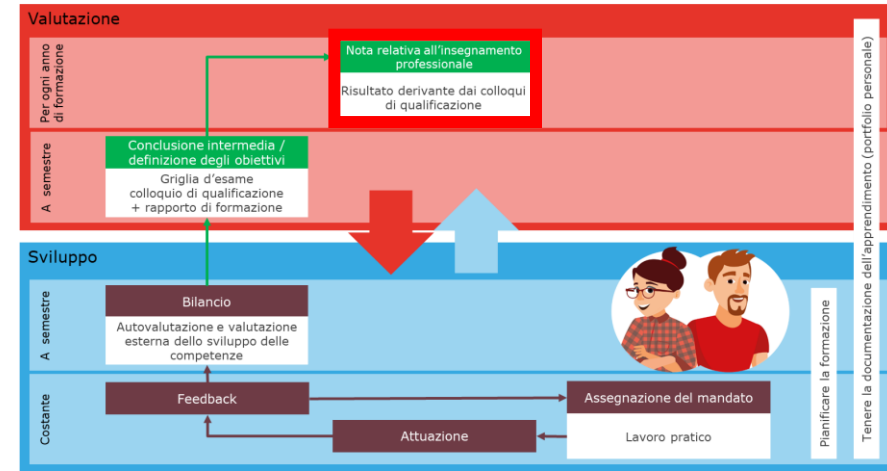 Valutazione
Per ogni anno
di formazione
Nota relativa all'insegnamento
professionale
Risultato derivante dai colloqui
di qualificazione
A semestre
Conclusione intermedia /
definizione degli obiettivi
Griglia d'esame
colloquio di qualificazione
+ rapporto di formazione
Sviluppo
A semestre
Bilancio
Autovalutazione e valutazione
esterna dello sviluppo delle
competenze
Costante
Feedback
Assegnazione del mandato
Attuazione
Lavoro pratico
Pianificare la formazione
Tenere la documentazione dell'apprendimento (portfolio personale)